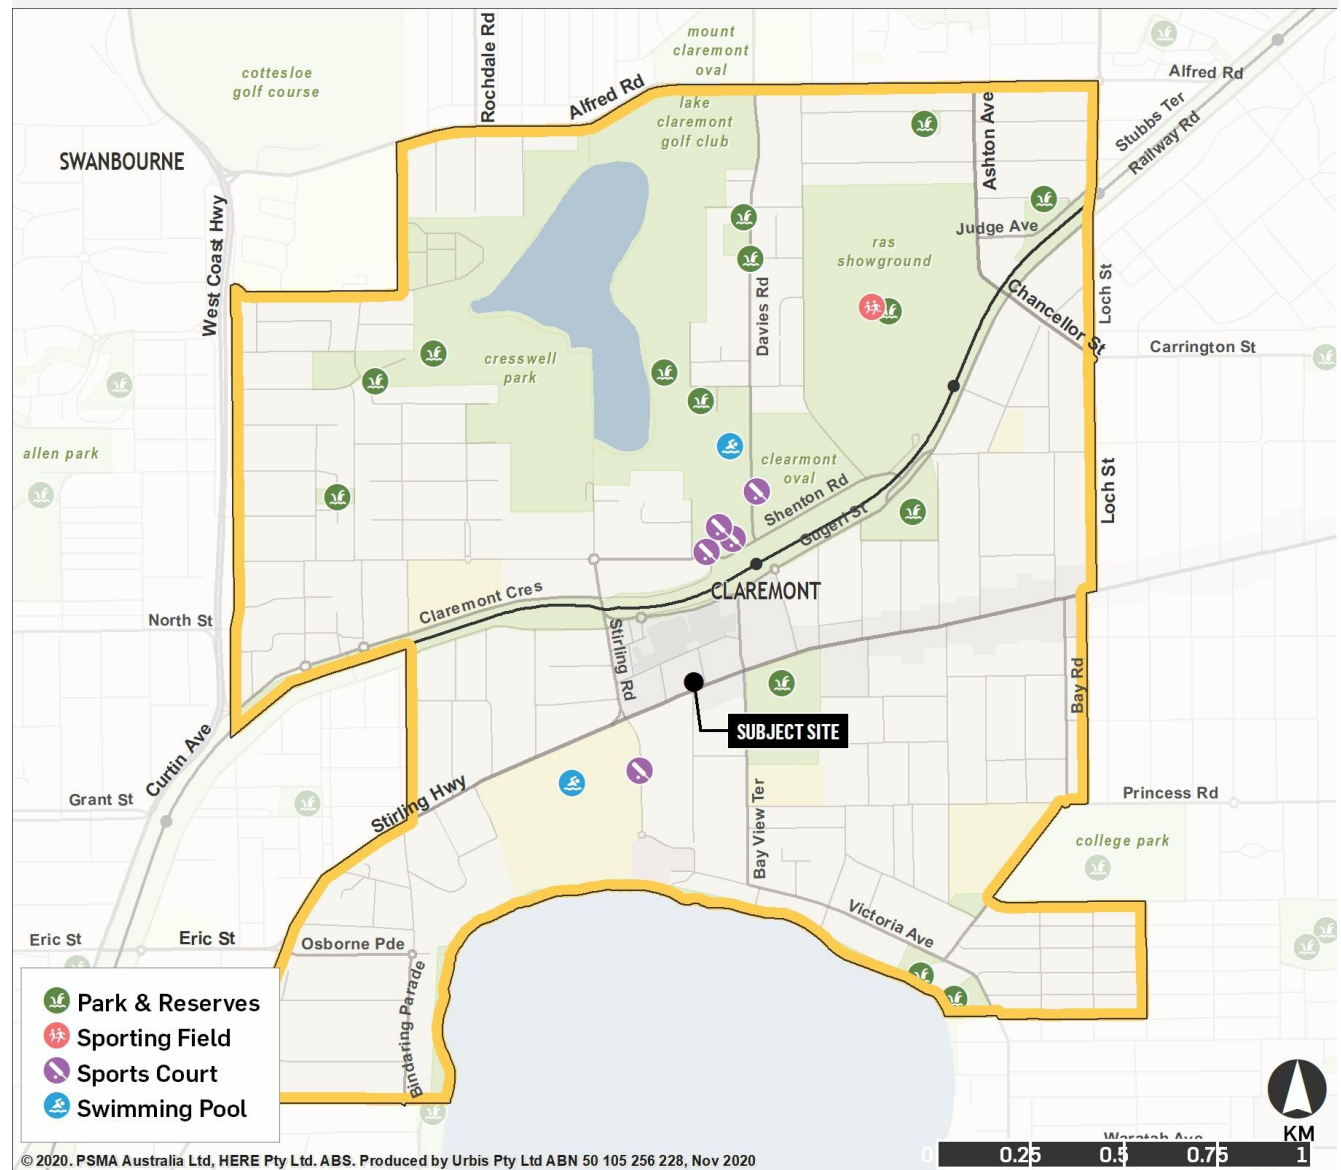 mount
claremont
oval
Rochdale Rd
cottesloe
golf course
Alfred Rd
Alfred Rd
Stubbs Ter
Railway Rd
lake
claremont
golf club
Ashton Ave
SWANBOURNE
West Coast Hwy
Judge Ave
ras
showground
Loch St
Chancellor St
Davies Rd
Carrington St
cresswell
park
allen park
clearmont
oval
Shenton Rd
Gugeri St
Loch St
CLAREMONT
Claremont Cres
North St
Stirling Rd
Bay Rd
SUBJECT SITE
Curtin Ave
Grant St
Stirling Hwy
Bay View Ter
Princess Rd
college park
Victoria Ave
Eric St
Eric St
Osborne Pde
Bindaring Parade
Park & Reserves
Sporting Field
Sports Court
Swimming Pool
Waratah Ave
KM
0 0.25 0.5 0.75 1
© 2020. PSMA Australia Ltd, HERE Pty Ltd. ABS. Produced by Urbis Pty Ltd ABN 50 105 256 228, Nov 2020